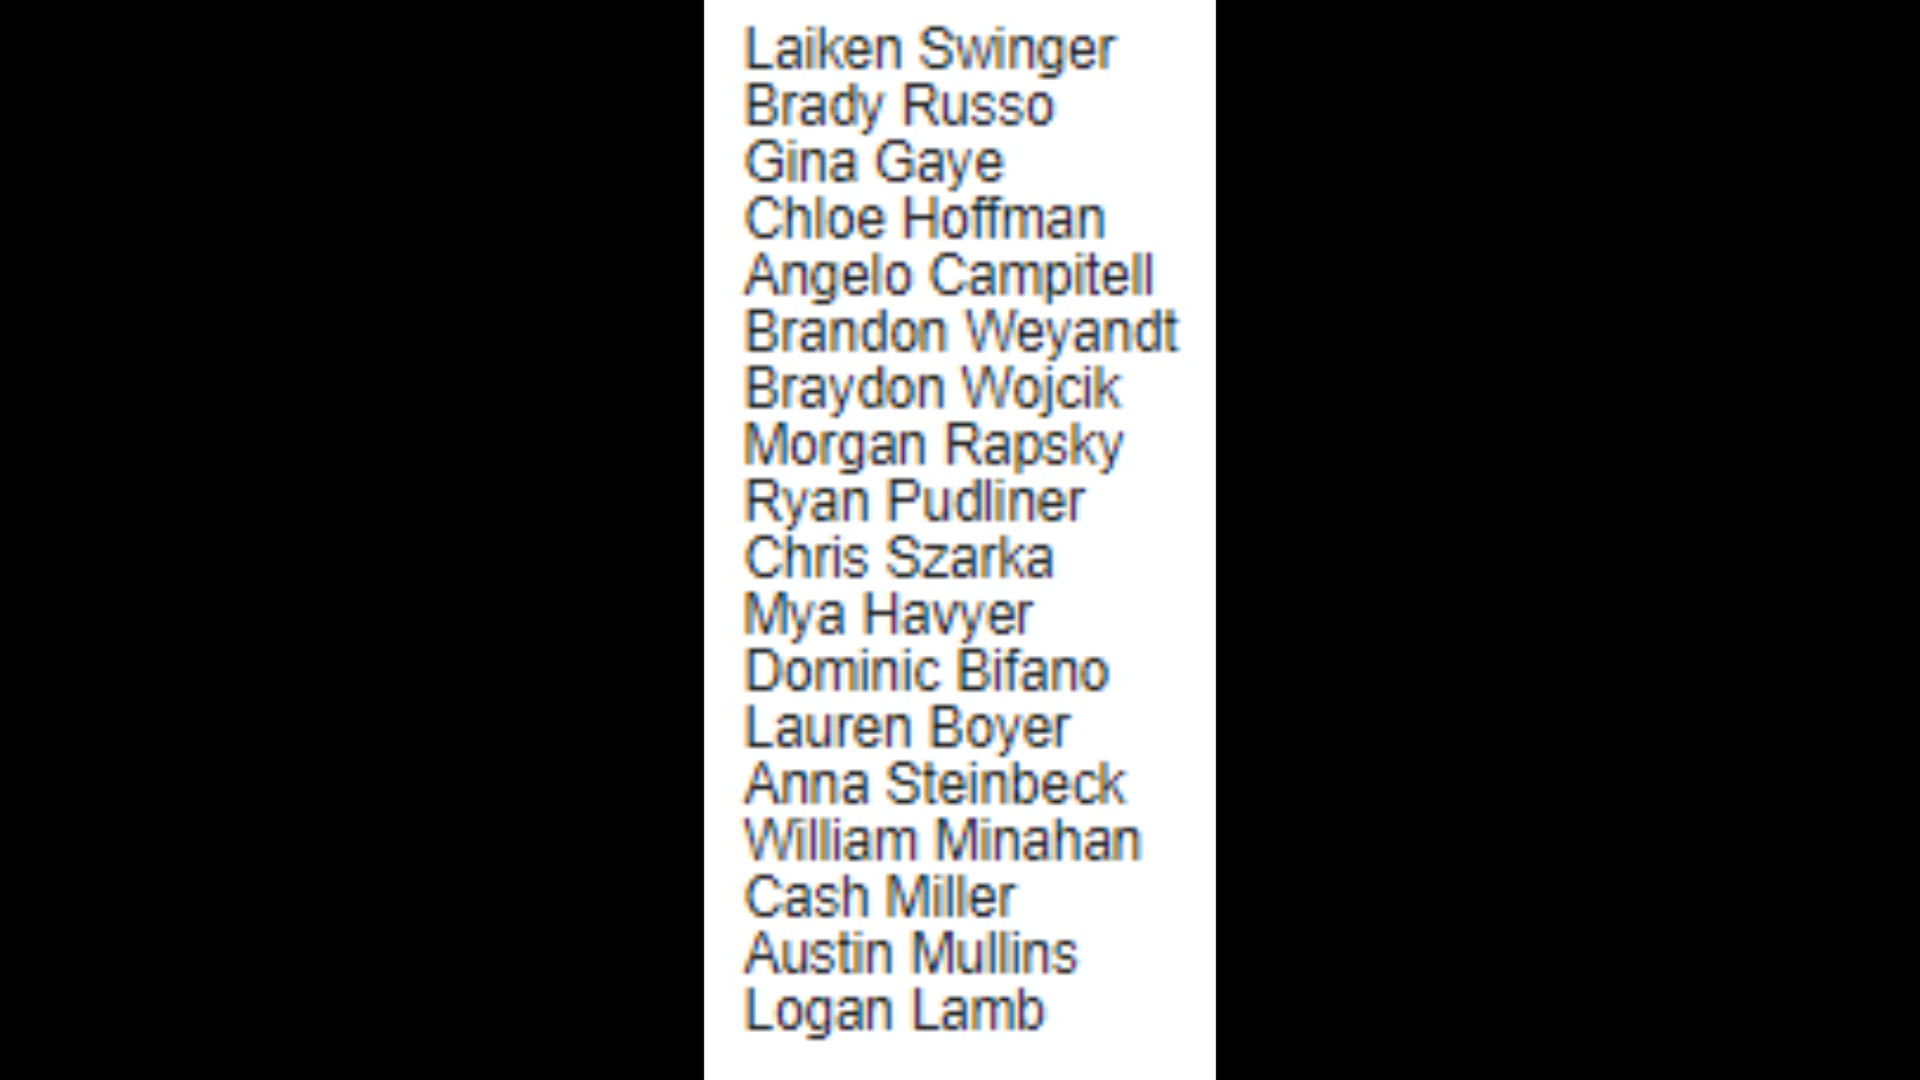 Laiken Swinger
Brady Russo
Gina Gaye
Chloe Hoffman
Angelo Campitell
Brandon Weyandt
Braydon Wojcik
Morgan Rapsky
Ryan Pudliner
Chris Szarka
Mya Havyer
Dominic Bifano
Lauren Boyer
Anna Steinbeck
William Minahan
Cash Miller
Austin Mullins
Logan Lamb